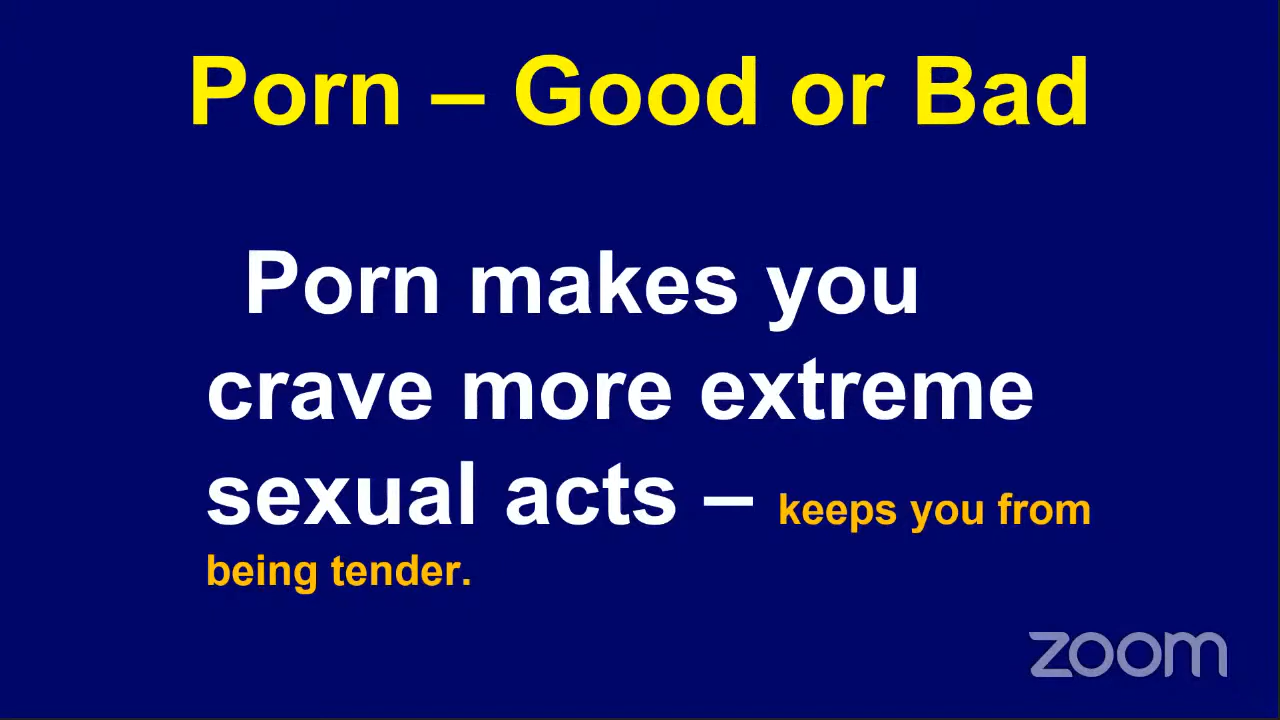 Porn – Good or Bad
Porn makes you
crave more extreme
sexual acts – keeps you from
being tender.
zoom